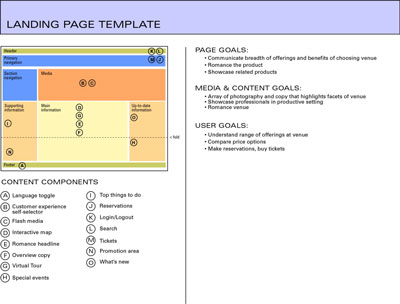 LANDING PAGE TEMPLATE
Header
K L
Primary
navigation
M J
Section
navigation
Media
B C
Supporting
information
Main
information
Up-to-date
information
D
G
O
L
E
F
fold
H
N
Footer
A
CONTENT COMPONENTS
A Language toggle
B Customer experience
self-selector
C Flash media
D Interactive map
E Romance headline
F Overview copy
G Virtual Tour
H Special events
I Top things to do
J Reservations
K Login/Logout
L Search
M Tickets
N Promotion area
O What's new
PAGE GOALS:
• Communicate breadth of offerings and benefits of choosing venue
• Romance the product
• Showcase related products
MEDIA & CONTENT GOALS:
• Array of photography and copy that highlights facets of venue
• Showcase professionals in productive setting
• Romance venue
USER GOALS:
• Understand range of offerings at venue
• Compare price options
• Make reservations, buy tickets